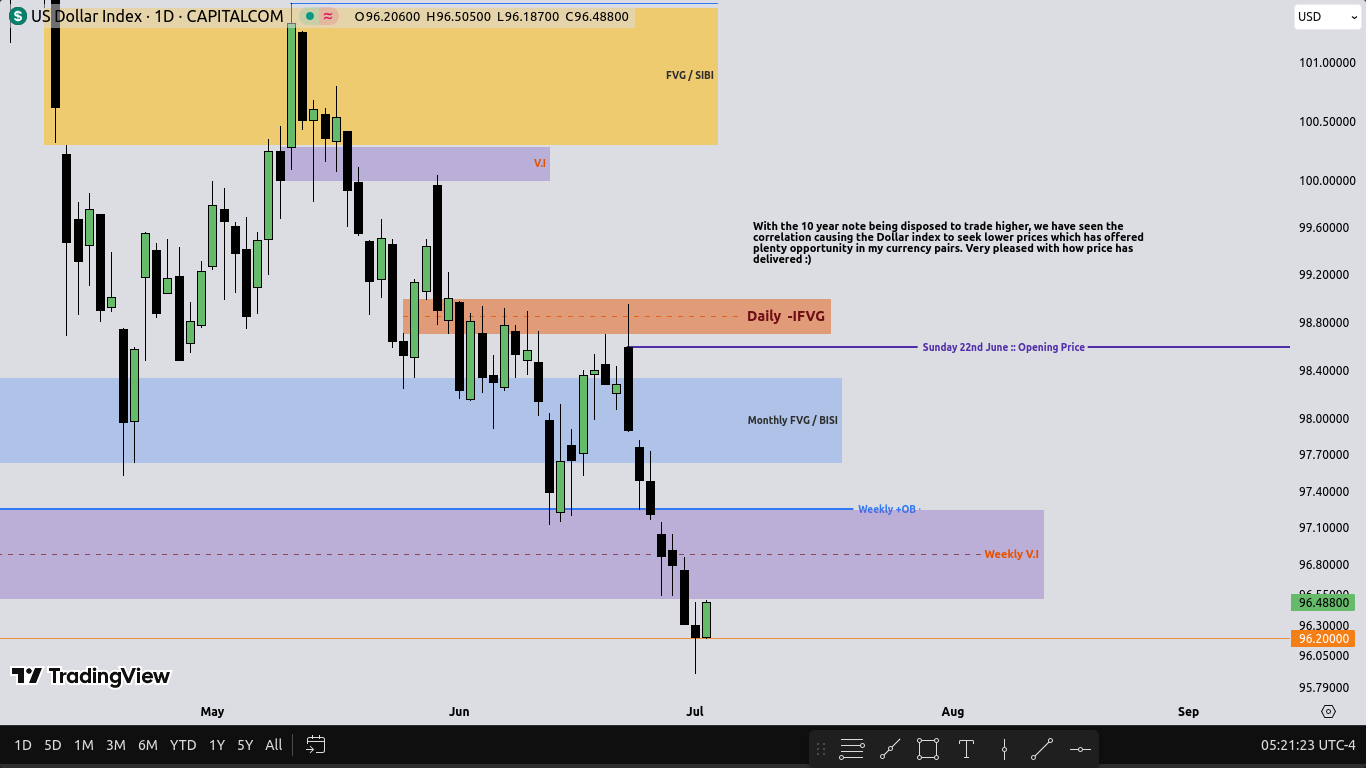 US Dollar Index · 1D · CAPITALCOM
O96.20600 H96.50500 L96.18700 C96.48800
USD
FVG / SIBI
V.I
With the 10 year note being disposed to trade higher, we have seen the
correlation causing the Dollar index to seek lower prices which has offered
plenty opportunity in my currency pairs. Very pleased with how price has
delivered :)
Daily -IFVG
Sunday 22nd June :: Opening Price
Monthly FVG / BISI
Weekly +OB
Weekly V.I
101.00000
100.50000
100.00000
99.60000
99.20000
98.80000
98.40000
98.00000
97.70000
97.40000
97.10000
96.80000
96.48800
96.30000
96.20000
96.05000
95.79000
TradingView
May Jun Jul Aug Sep
1D 5D 1M 3M 6M YTD 1Y 5Y All
05:21:23 UTC-4